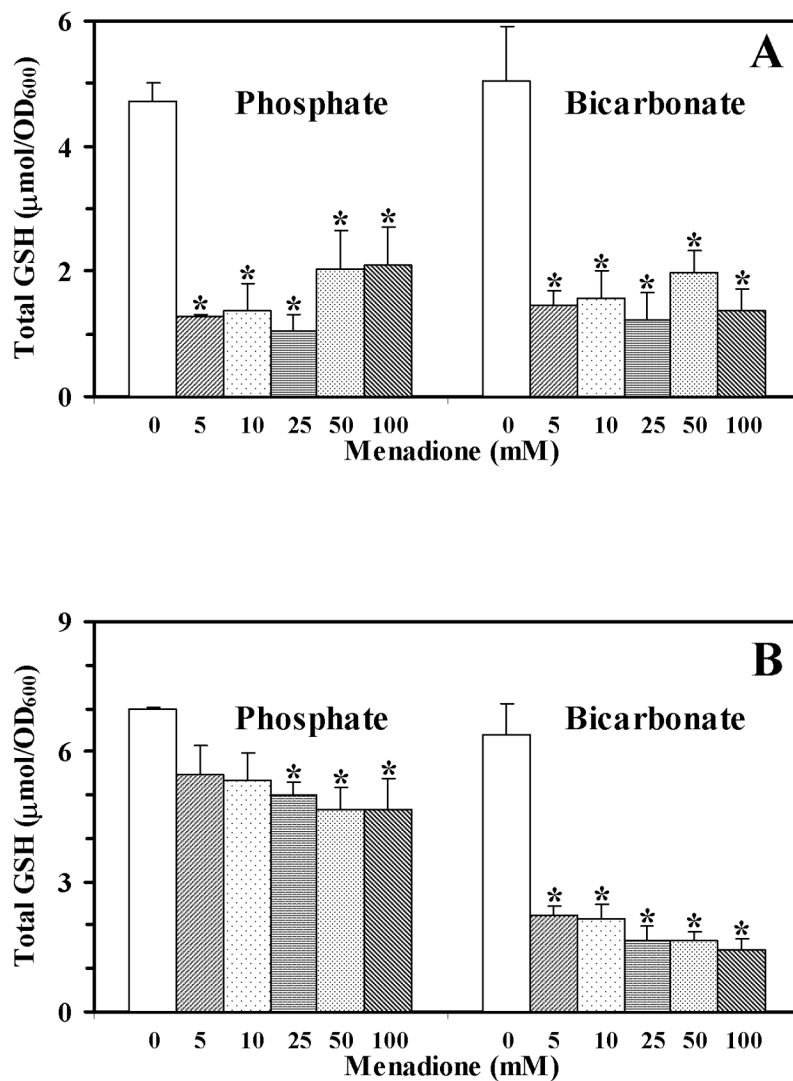 A
Phosphate Bicarbonate
Total GSH (μmol/OD600)
6
4
2
0
* * * * * * * * * *
0 5 10 25 50 100 0 5 10 25 50 100
Menadione (mM)
B
Phosphate Bicarbonate
Total GSH (μmol/OD600)
9
6
3
0
* * * * * * * *
0 5 10 25 50 100 0 5 10 25 50 100
Menadione (mM)